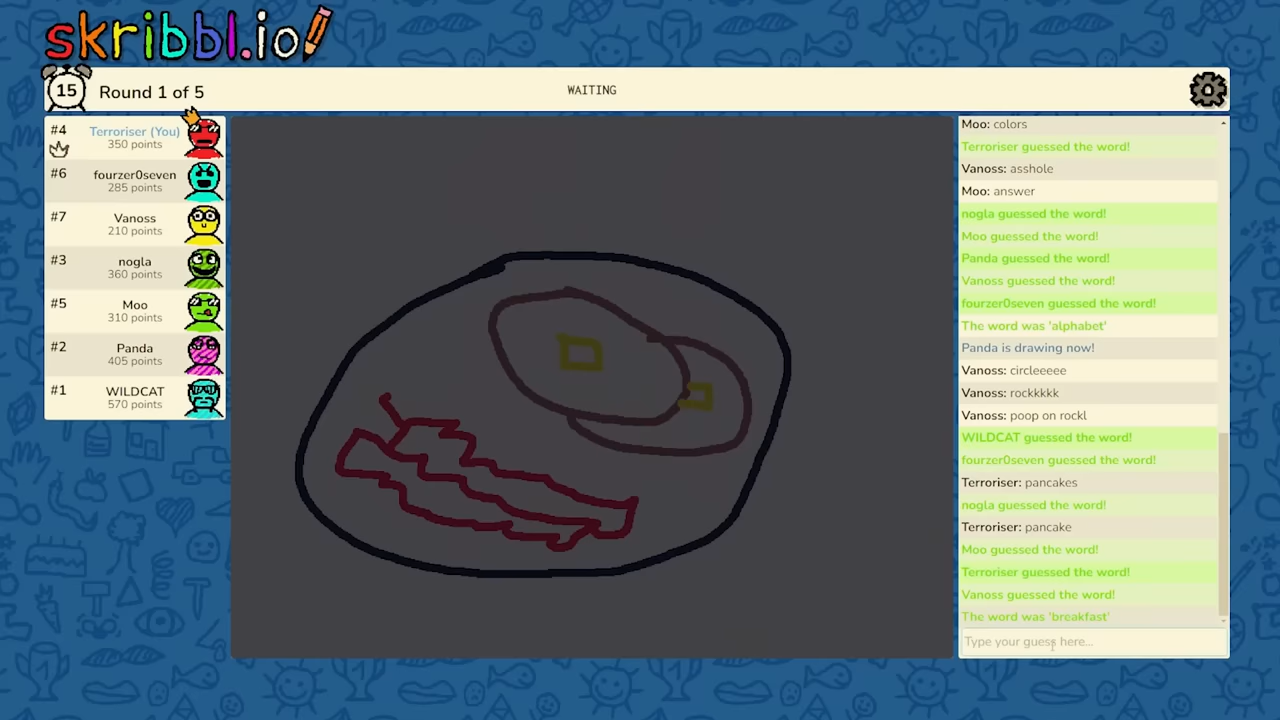 skribbl.io!
15
Round 1 of 5
WAITING
#4
Terroriser (You)
350 points
#6
fourzer0seven
285 points
#7
Vanoss
210 points
#3
nogla
360 points
#5
Moo
310 points
#2
Panda
405 points
#1
WILDCAT
570 points
Moo: colors
Terroriser guessed the word!
Vanoss: asshole
Moo: answer
nogla guessed the word!
Moo guessed the word!
Panda guessed the word!
Vanoss guessed the word!
fourzer0seven guessed the word!
The word was 'alphabet'
Panda is drawing now!
Vanoss: circleeeee
Vanoss: rockkkkk
Vanoss: poop on rockl
WILDCAT guessed the word!
fourzer0seven guessed the word!
Terroriser: pancakes
nogla guessed the word!
Terroriser: pancake
Moo guessed the word!
Terroriser guessed the word!
Vanoss guessed the word!
The word was 'breakfast'
Type your guess here...